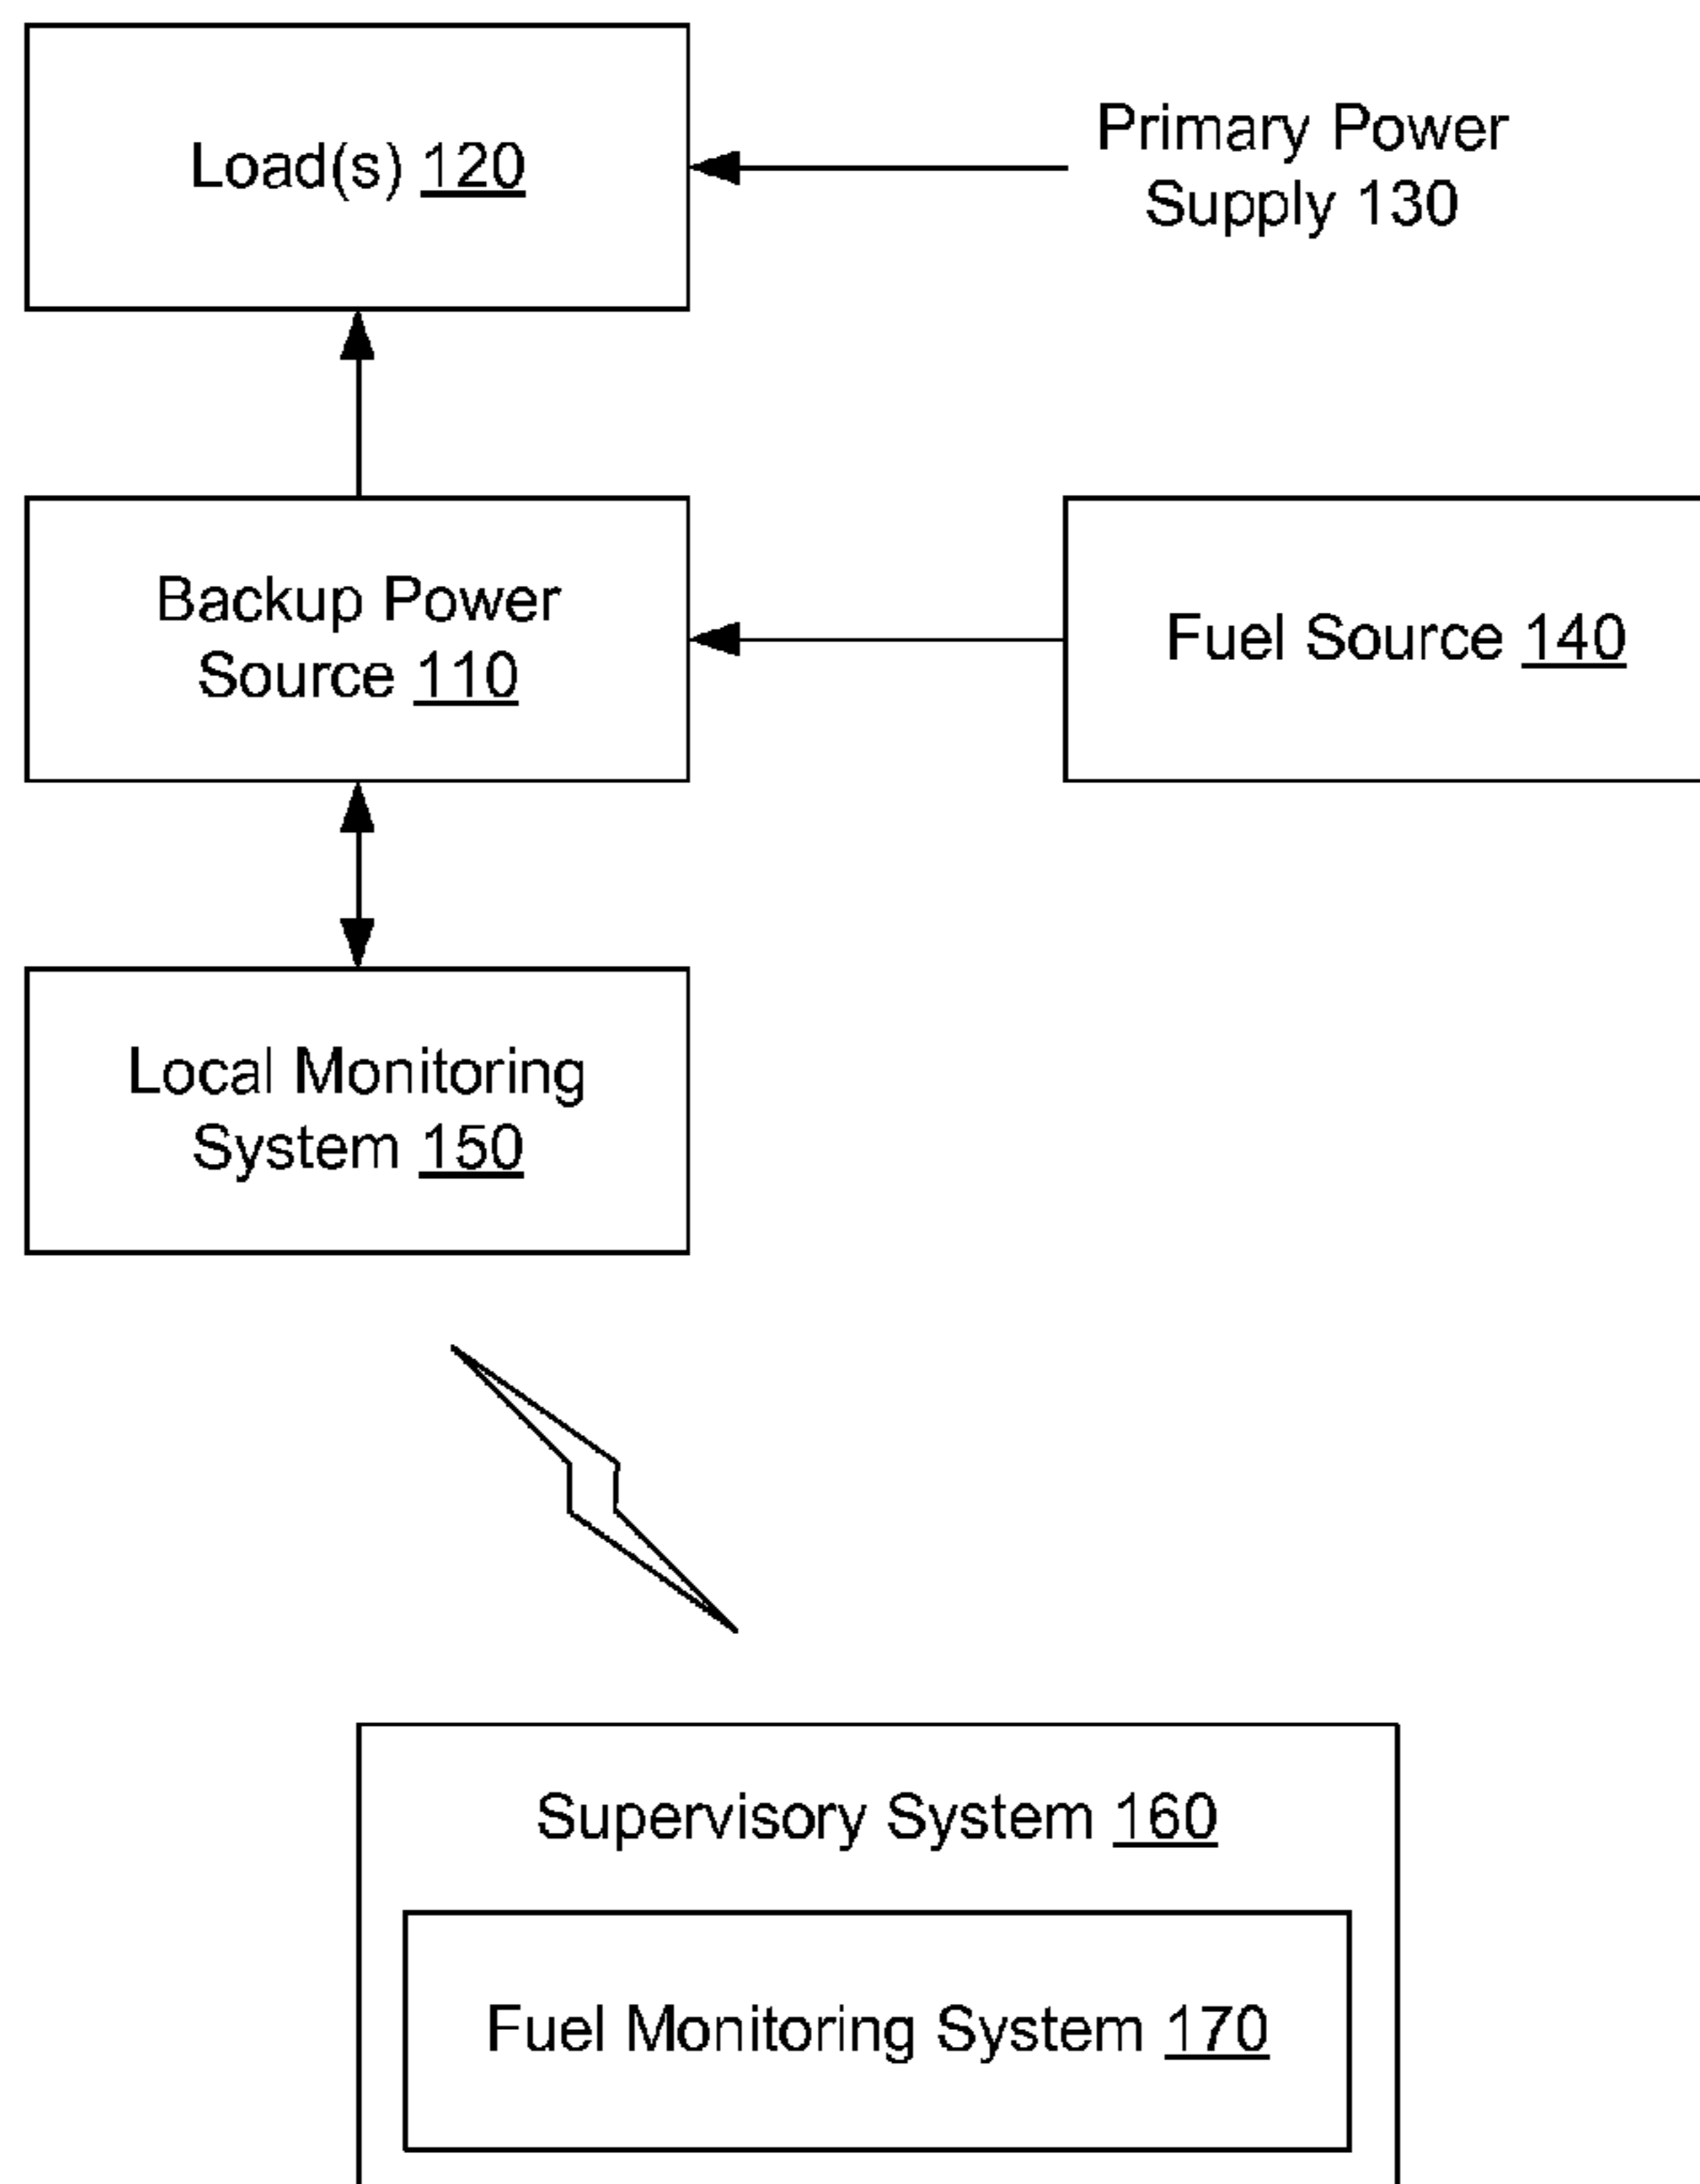 Load(s) 120
Primary Power
Supply 130
Backup Power
Source 110
Fuel Source 140
Local Monitoring
System 150
Supervisory System 160
Fuel Monitoring System 170